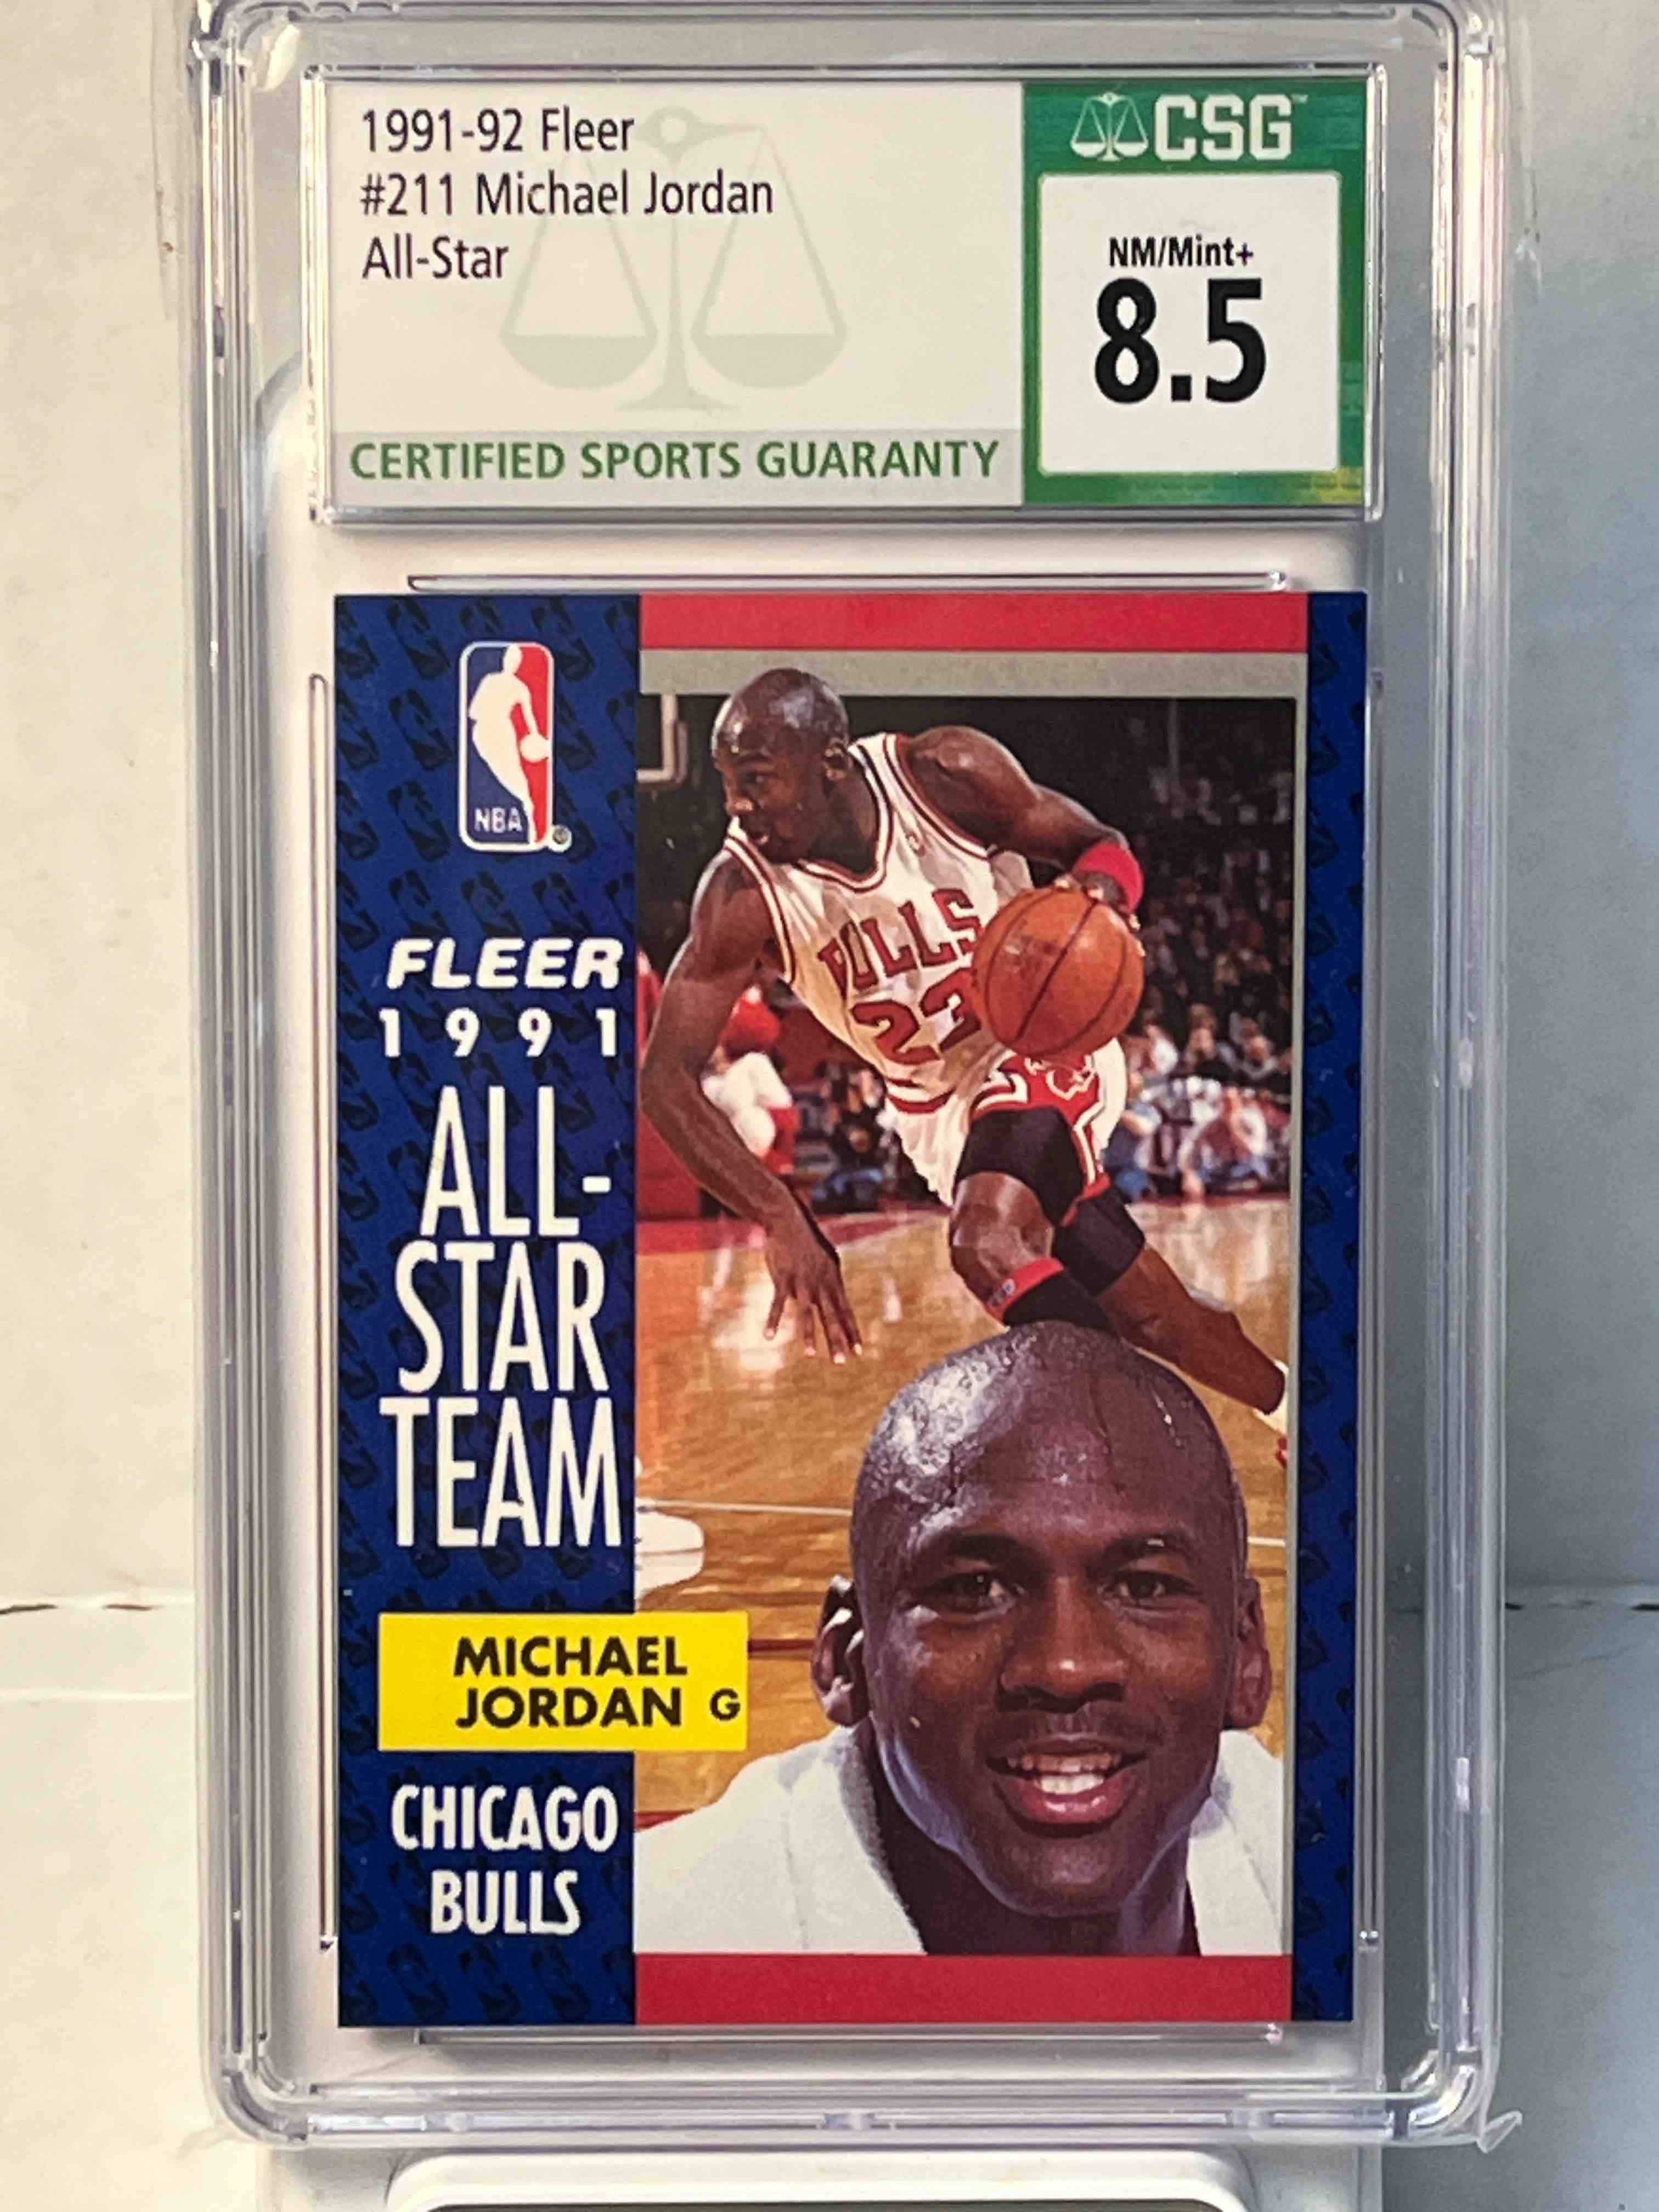 1991-92 Fleer
#211 Michael Jordan
All-Star
CERTIFIED SPORTS GUARANTY
CSG™
NM/Mint+
8.5
NBA
®
FLEER
1991
ALL-
STAR
TEAM
MICHAEL
JORDAN G
CHICAGO
BULLS
BULLS
23